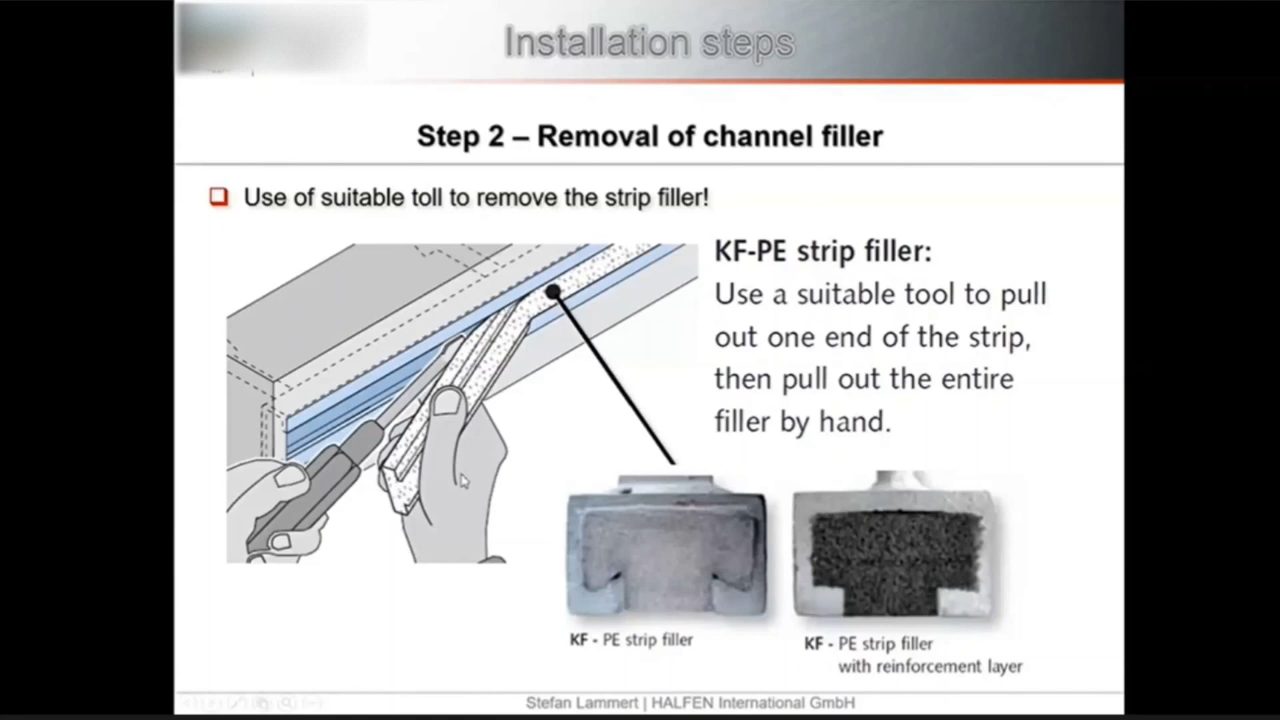 Installation steps
Step 2 – Removal of channel filler
Use of suitable toll to remove the strip filler!
KF-PE strip filler:
Use a suitable tool to pull
out one end of the strip,
then pull out the entire
filler by hand.
KF - PE strip filler
KF - PE strip filler
with reinforcement layer
Stefan Lammert | HALFEN International GmbH